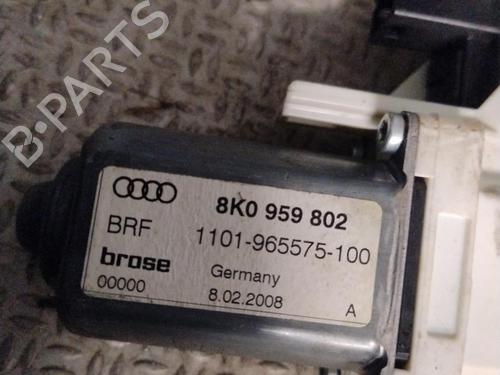 B-PARTS
8K0 959 802
BRF 1101-965575-100
brose Germany
00000 8.02.2008 A